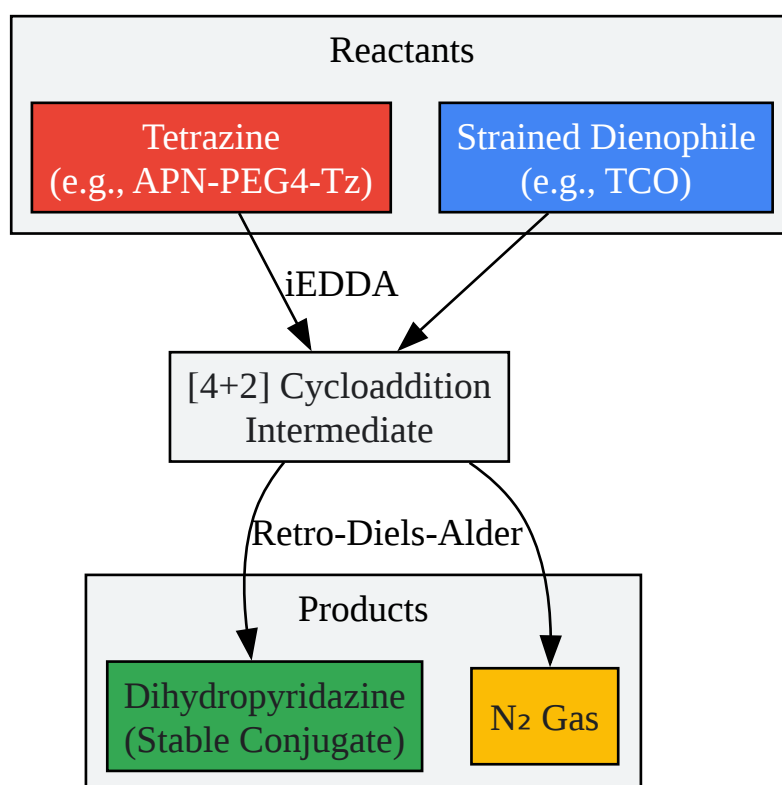 Reactants
Tetrazine
(e.g., APN-PEG4-Tz)
Strained Dienophile
(e.g., TCO)
iEDDA
[4+2] Cycloaddition
Intermediate
Retro-Diels-Alder
Products
Dihydropyridazine
(Stable Conjugate)
N₂ Gas